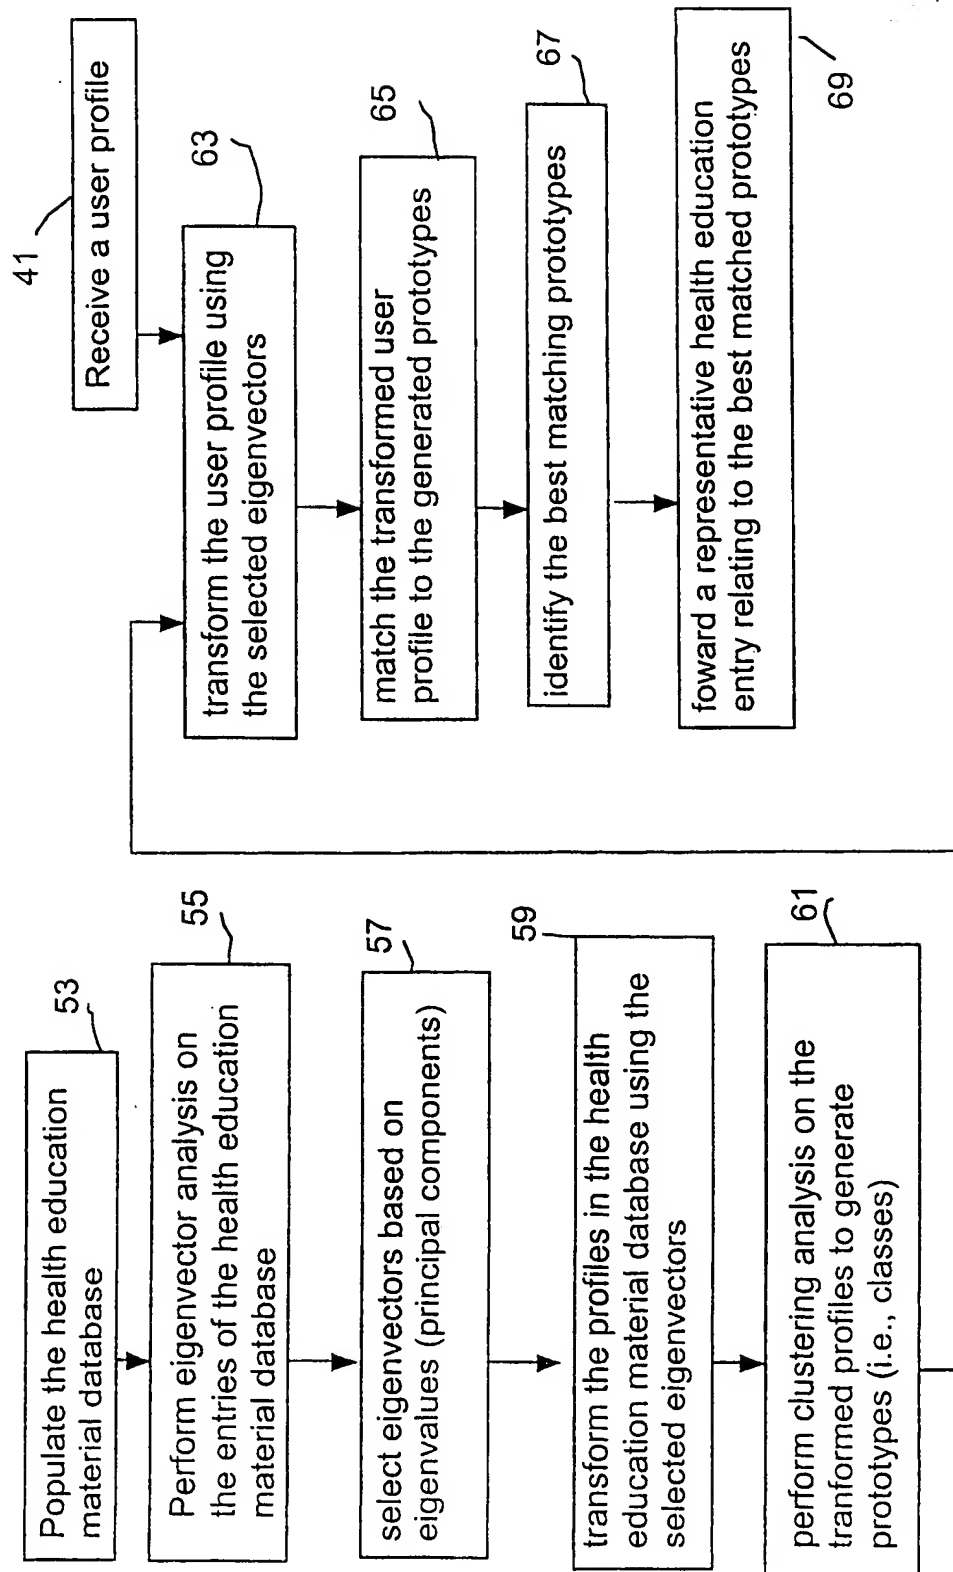 Populate the health education
material database
53
Perform eigenvector analysis on
the entries of the health education
material database
55
select eigenvectors based on
eigenvalues (principal components)
57
transform the profiles in the health
education material database using the
selected eigenvectors
59
perform clustering analysis on the
tranformed profiles to generate
prototypes (i.e., classes)
61
41
Receive a user profile
63
transform the user profile using
the selected eigenvectors
65
match the transformed user
profile to the generated prototypes
67
identify the best matching prototypes
foward a representative health education
entry relating to the best matched prototypes
69